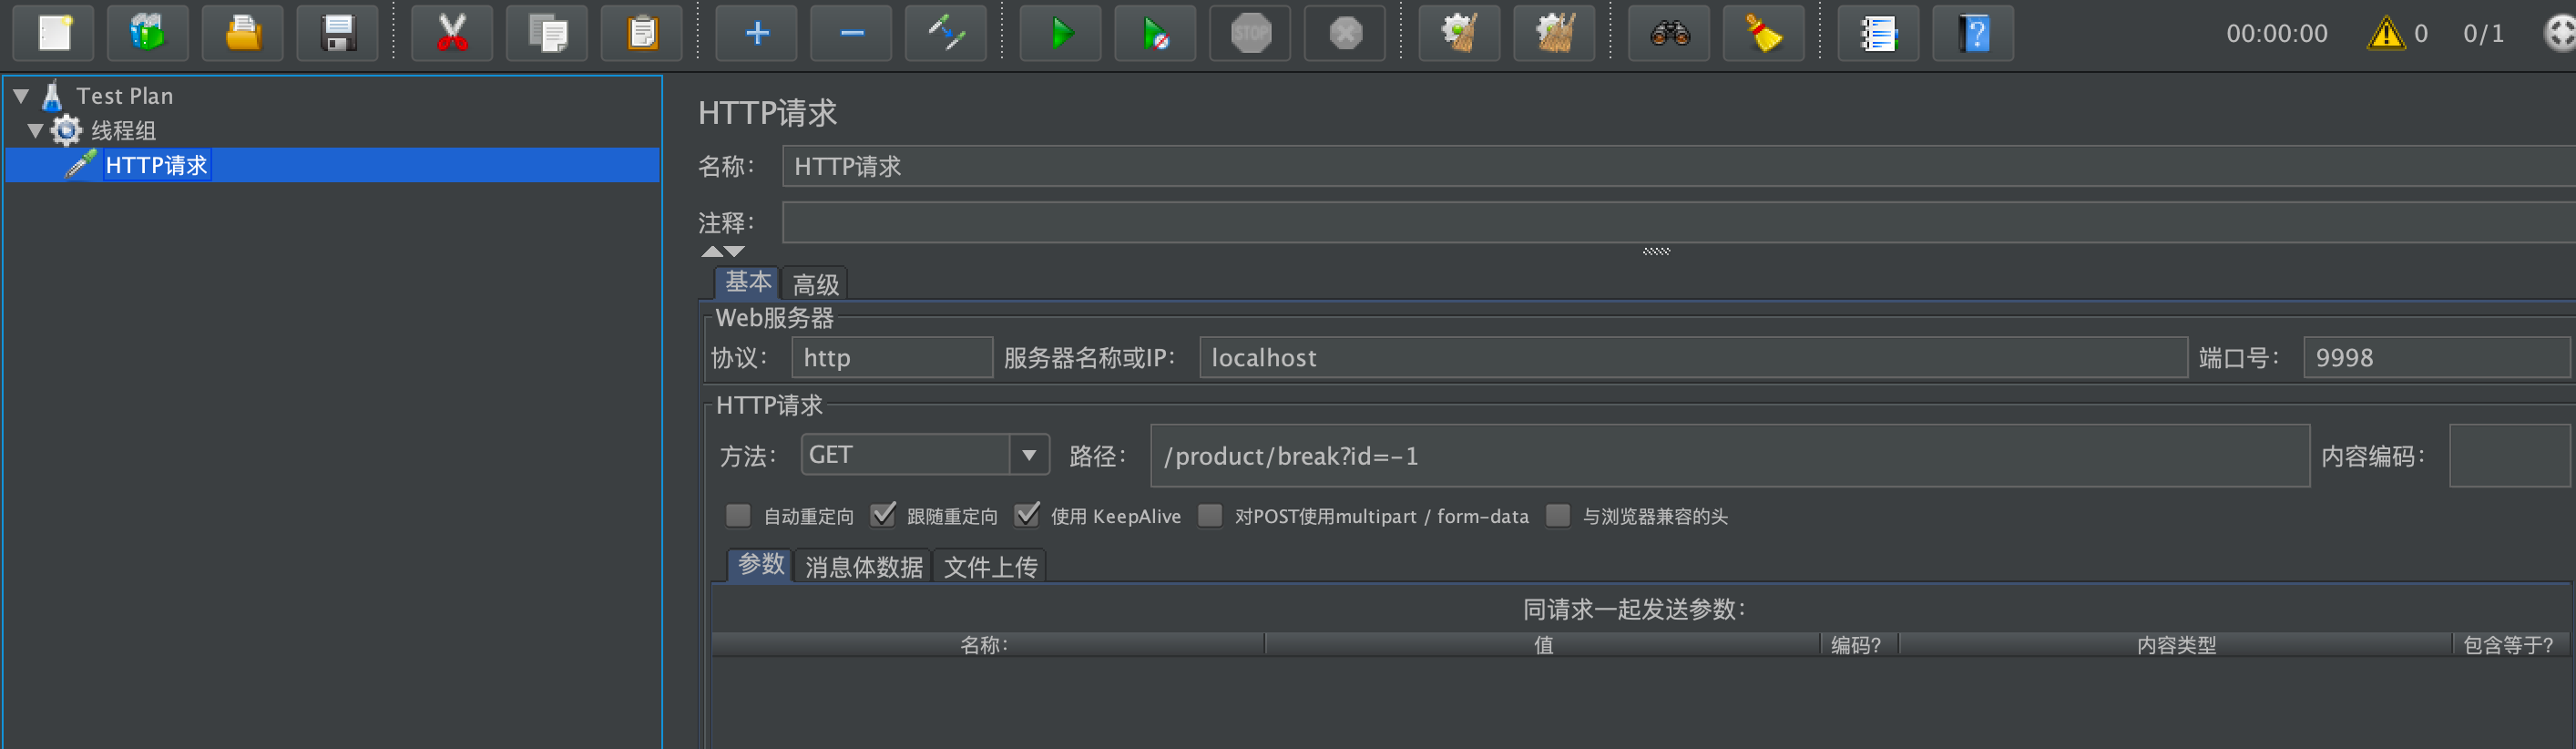 STOP
00:00:00 0 0/1
Test Plan
线程组
HTTP请求
HTTP请求
名称： HTTP请求
注释：
基本 高级
Web服务器
协议： http 服务器名称或IP： localhost 端口号： 9998
HTTP请求
方法： GET 路径： /product/break?id=-1 内容编码：
自动重定向 跟随重定向 使用 KeepAlive 对POST使用multipart / form-data 与浏览器兼容的头
参数 消息体数据 文件上传
同请求一起发送参数：
名称： 值 编码? 内容类型 包含等于?